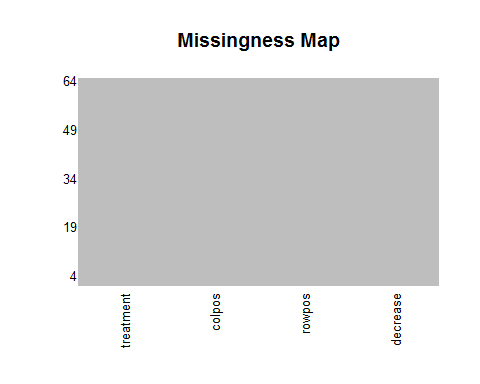 Missingness Map
64
49
34
19
4
treatment
colpos
rowpos
decrease